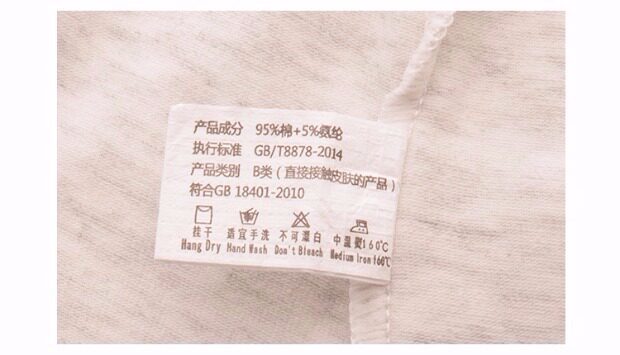 产品成分 95%棉+5%氨纶
执行标准 GB/T8878-2014
产品类别 B类（直接接触皮肤的产品）
符合GB 18401-2010
挂干 适宜手洗 不可漂白 中温熨160℃
Hang Dry Hand Wash Don't Bleach Medium Iron 160℃